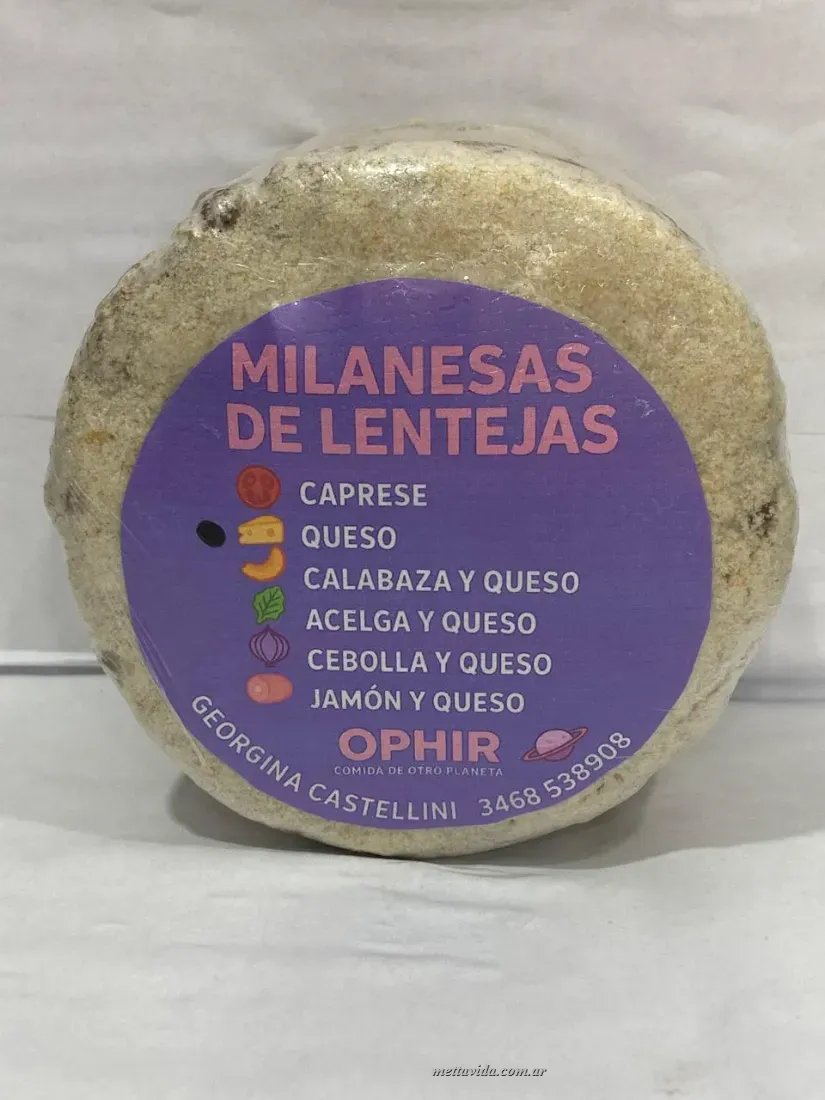 MILANESAS
DE LENTEJAS
CAPRESE
QUESO
CALABAZA Y QUESO
ACELGA Y QUESO
CEBOLLA Y QUESO
JAMÓN Y QUESO
OPHIR
COMIDA DE OTRO PLANETA
GEORGINA CASTELLINI 3468 538908
mettavida.com.ar